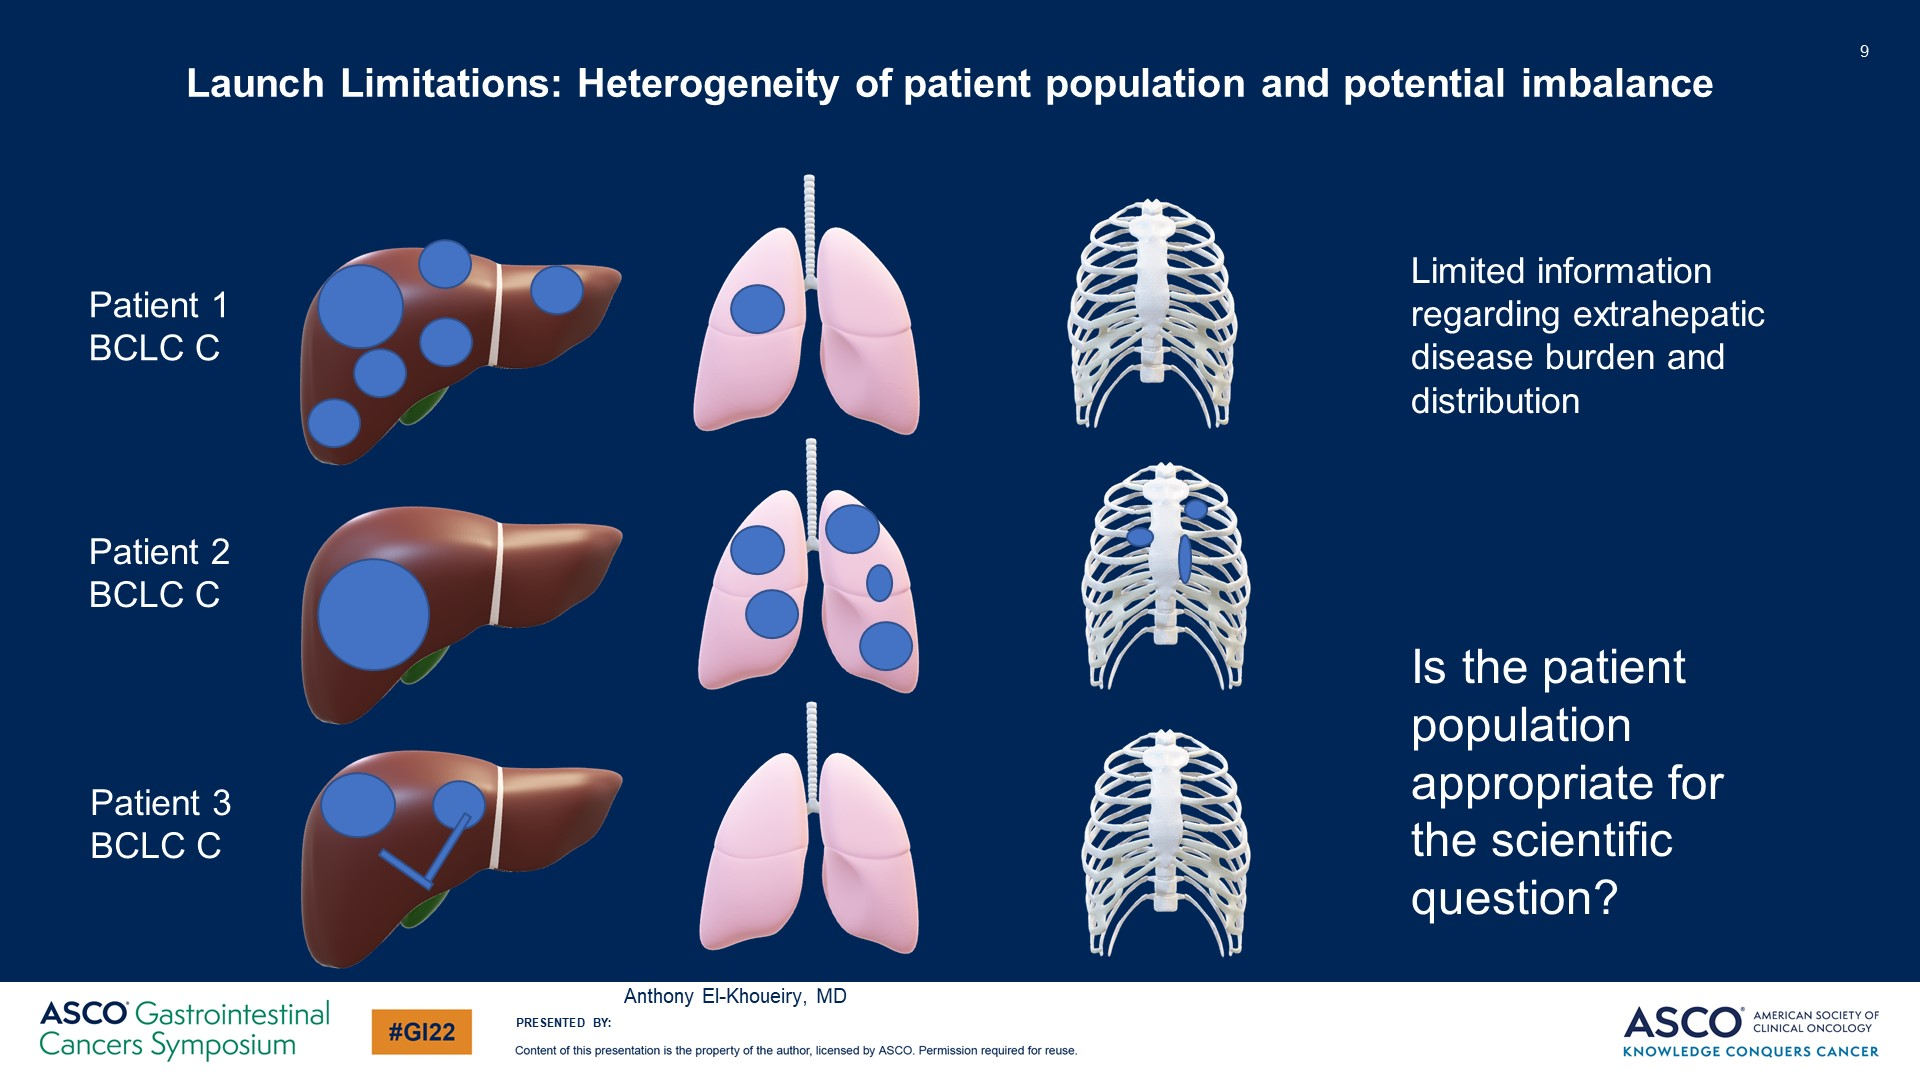 9
Launch Limitations: Heterogeneity of patient population and potential imbalance
Patient 1
BCLC C
Limited information
regarding extrahepatic
disease burden and
distribution
Patient 2
BCLC C
Patient 3
BCLC C
Is the patient
population
appropriate for
the scientific
question?
ASCO® Gastrointestinal
Cancers Symposium
#GI22
Anthony El-Khoueiry, MD
PRESENTED BY:
Content of this presentation is the property of the author, licensed by ASCO. Permission required for reuse.
ASCO® AMERICAN SOCIETY OF
CLINICAL ONCOLOGY
KNOWLEDGE CONQUERS CANCER